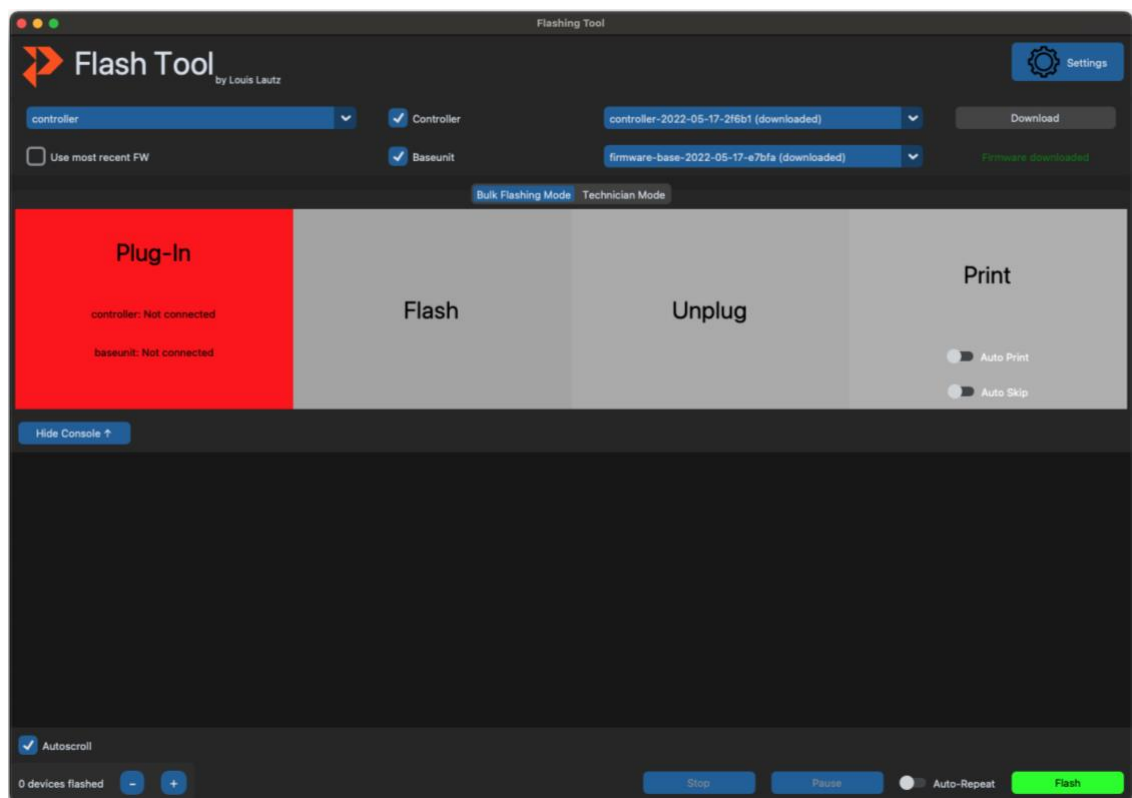 Flashing Tool
Flash Tool
by Louis Lautz
Settings
controller
Controller
controller-2022-05-17-2f6b1 (downloaded)
Download
Use most recent FW
Baseunit
firmware-base-2022-05-17-e7bfa (downloaded)
Firmware downloaded
Bulk Flashing Mode
Technician Mode
Plug-In
controller: Not connected
baseunit: Not connected
Flash
Unplug
Print
Auto Print
Auto Skip
Hide Console ↑
Autoscroll
0 devices flashed
-
+
Stop
Pause
Auto-Repeat
Flash